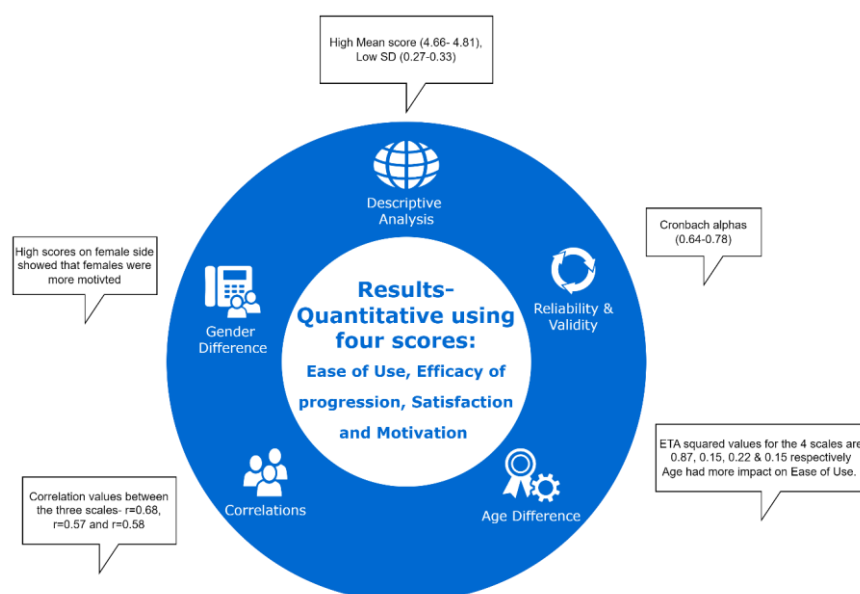 High Mean score (4.66- 4.81),
Low SD (0.27-0.33)
Descriptive
Analysis
Cronbach alphas
(0.64-0.78)
Reliability &
Validity
High scores on female side
showed that females were
more motivted
Gender
Difference
Results-
Quantitative using
four scores:
Ease of Use, Efficacy of
progression, Satisfaction
and Motivation
ETA squared values for the 4 scales are
0.87, 0.15, 0.22 & 0.15 respectively
Age had more impact on Ease of Use.
Age Difference
Correlations
Correlation values between
the three scales- r=0.68,
r=0.57 and r=0.58